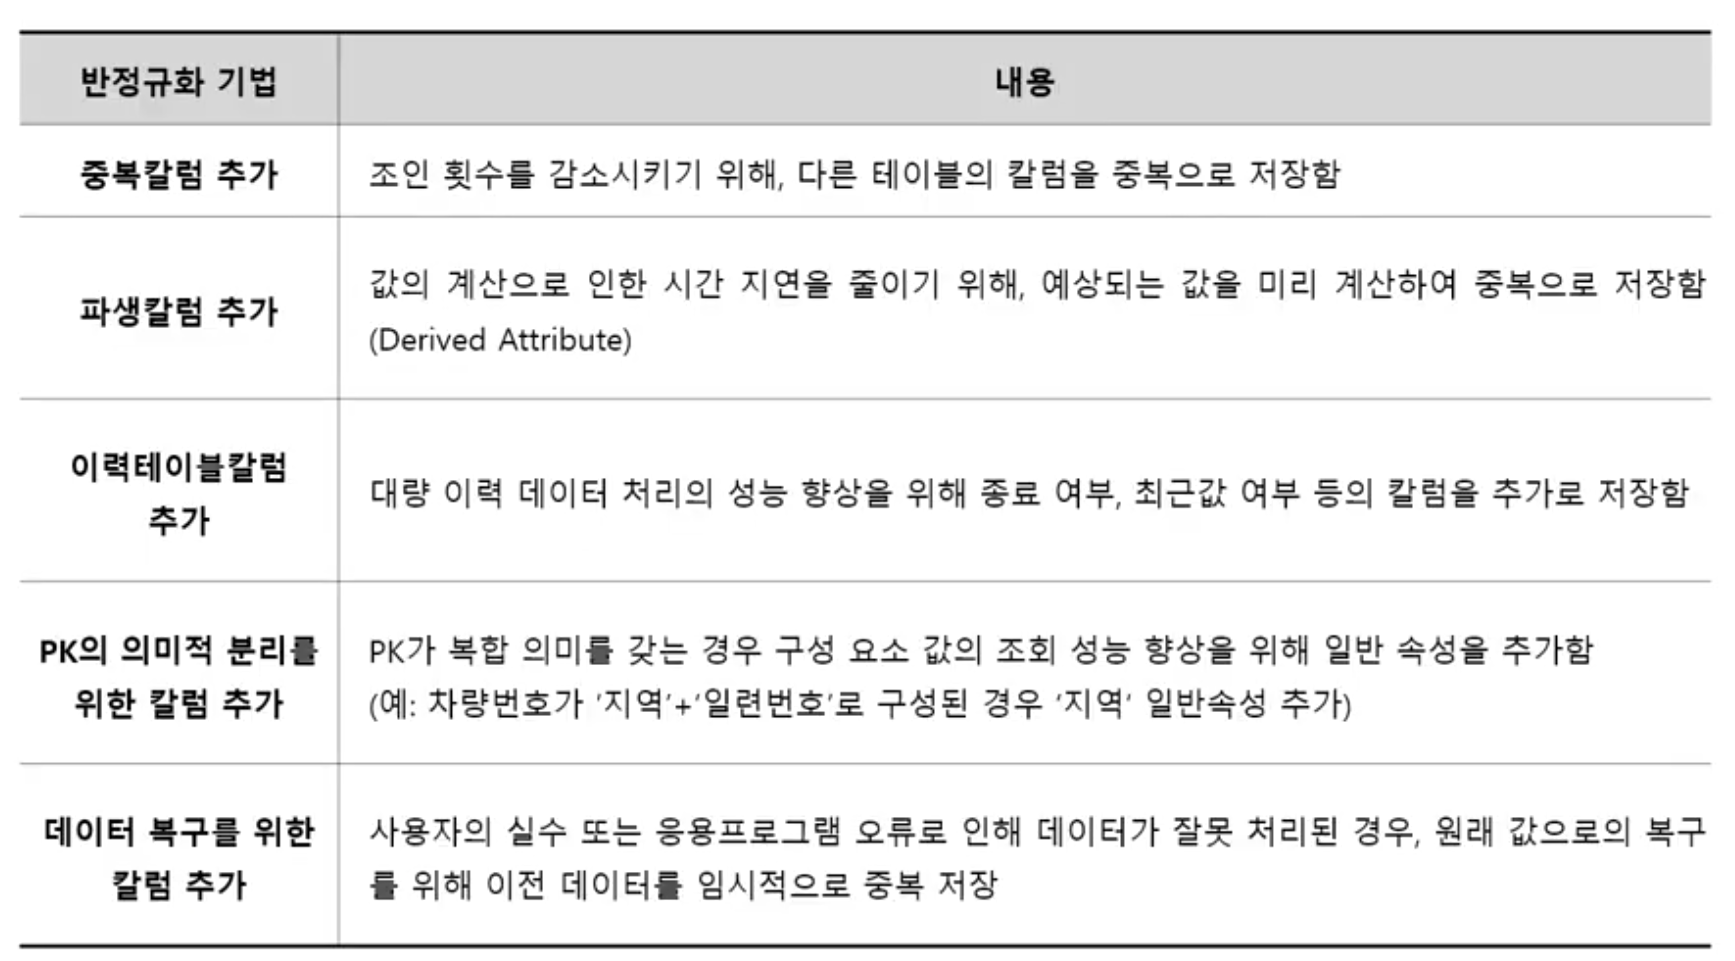 반정규화 기법
내용
중복칼럼 추가
조인 횟수를 감소시키기 위해, 다른 테이블의 칼럼을 중복으로 저장함
파생칼럼 추가
값의 계산으로 인한 시간 지연을 줄이기 위해, 예상되는 값을 미리 계산하여 중복으로 저장함
(Derived Attribute)
이력테이블칼럼
추가
대량 이력 데이터 처리의 성능 향상을 위해 종료 여부, 최근값 여부 등의 칼럼을 추가로 저장함
PK의 의미적 분리를
위한 칼럼 추가
PK가 복합 의미를 갖는 경우 구성 요소 값의 조회 성능 향상을 위해 일반 속성을 추가함
(예: 차량번호가 ‘지역’+‘일련번호’로 구성된 경우 ‘지역’ 일반속성 추가)
데이터 복구를 위한
칼럼 추가
사용자의 실수 또는 응용프로그램 오류로 인해 데이터가 잘못 처리된 경우, 원래 값으로의 복구
를 위해 이전 데이터를 임시적으로 중복 저장